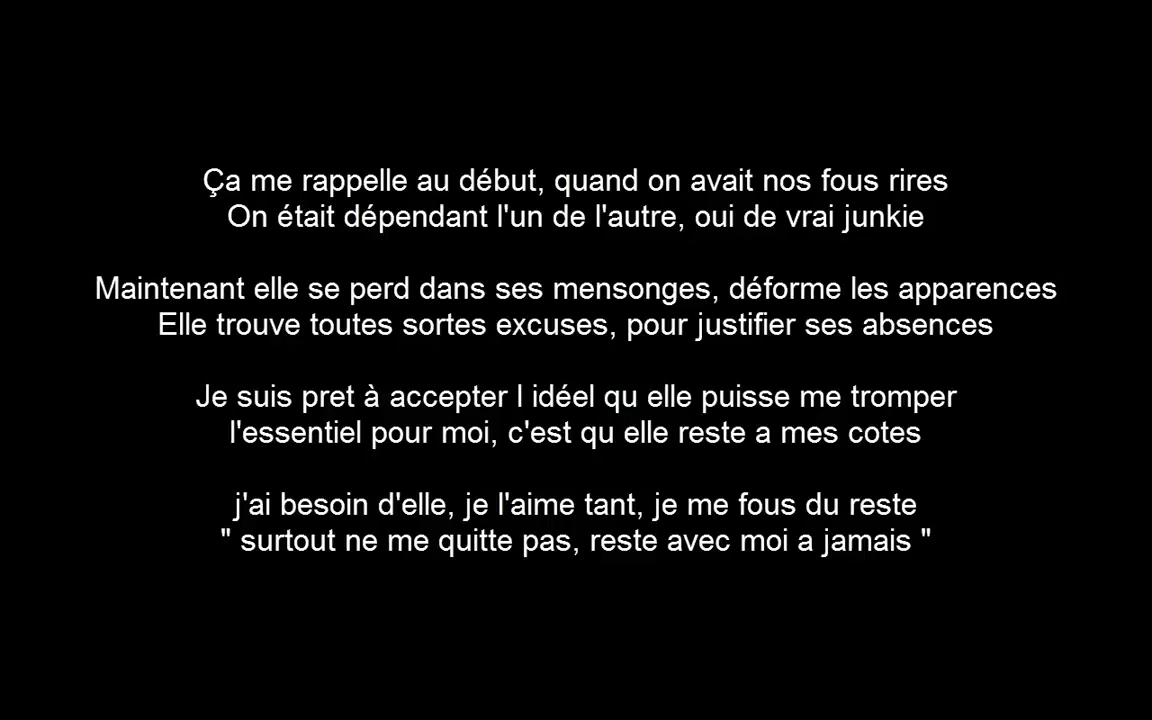 Ça me rappelle au début, quand on avait nos fous rires
On était dépendant l'un de l'autre, oui de vrai junkie
Maintenant elle se perd dans ses mensonges, déforme les apparences
Elle trouve toutes sortes excuses, pour justifier ses absences
Je suis pret à accepter l idéel qu elle puisse me tromper
l'essentiel pour moi, c'est qu elle reste a mes cotes
j'ai besoin d'elle, je l'aime tant, je me fous du reste
" surtout ne me quitte pas, reste avec moi a jamais "